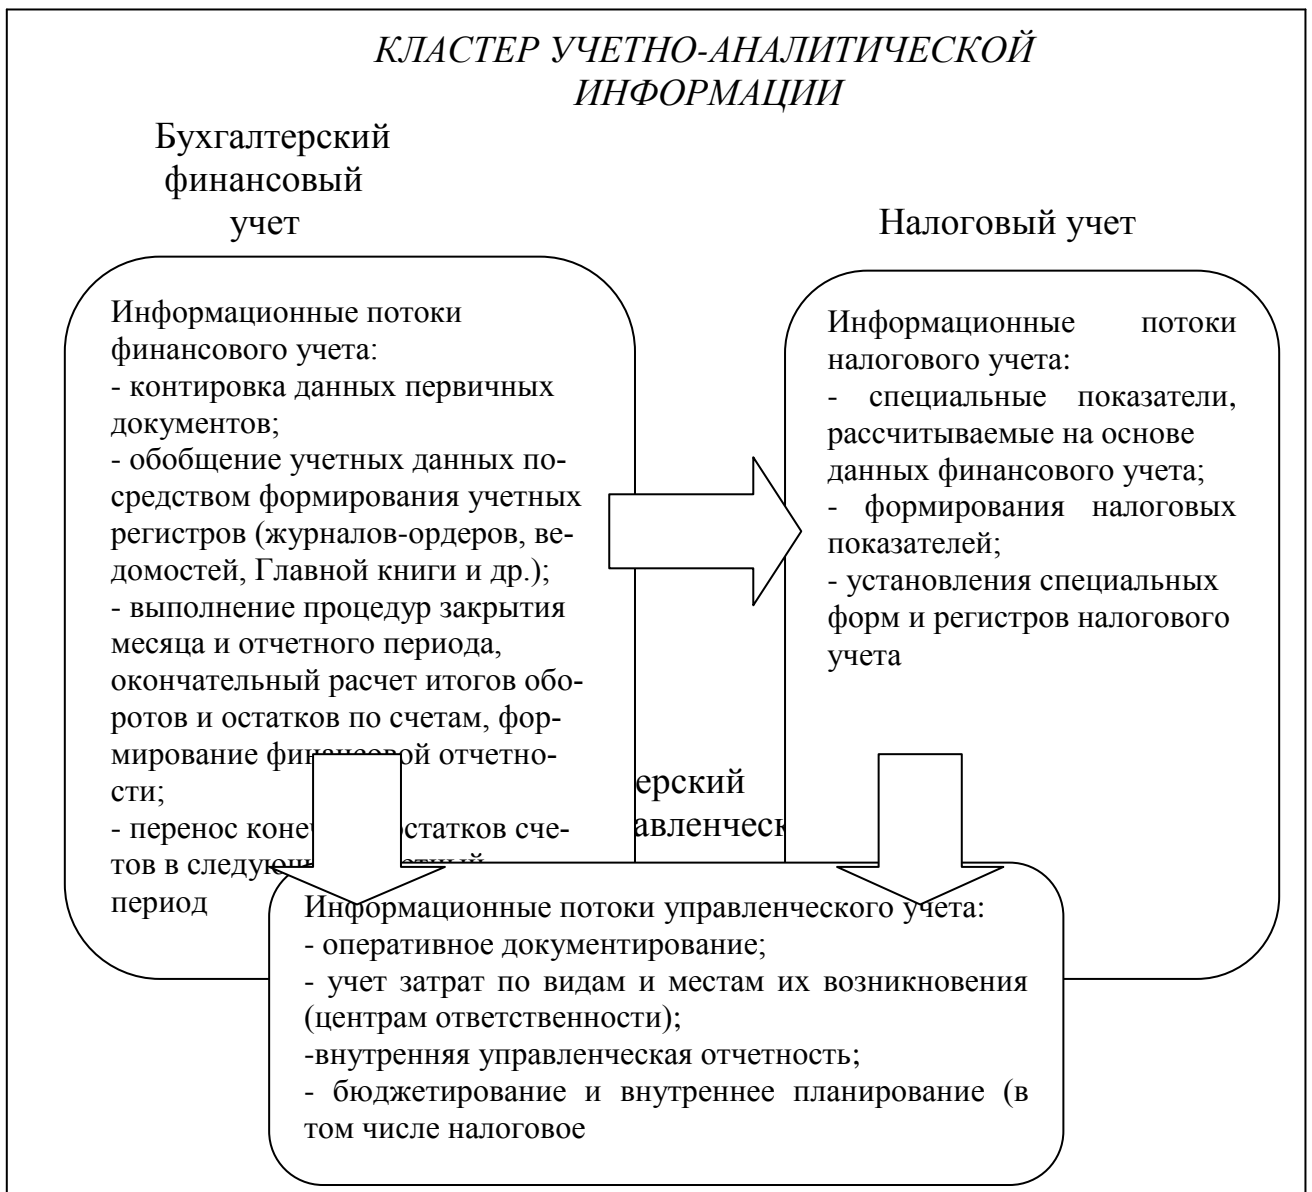 КЛАСТЕР УЧЕТНО-АНАЛИТИЧЕСКОЙ
ИНФОРМАЦИИ
Бухгалтерский
финансовый
учет
Информационные потоки
финансового учета:
- контировка данных первичных
документов;
- обобщение учетных данных по-
средством формирования учетных
регистров (журналов-ордеров, ве-
домостей, Главной книги и др.);
- выполнение процедур закрытия
месяца и отчетного периода,
окончательный расчет итогов обо-
ротов и остатков по счетам, фор-
мирование финансовой отчетно-
сти;
- перенос остатков сче-
тов в
период
Налоговый учет
Информационные потоки
налогового учета:
- специальные показатели,
рассчитываемые на основе
данных финансового учета;
- формирования налоговых
показателей;
- установления специальных
форм и регистров налогового
учета
ерский
авленческ
Информационные потоки управленческого учета:
- оперативное документирование;
- учет затрат по видам и местам их возникновения
(центрам ответственности);
-внутренняя управленческая отчетность;
- бюджетирование и внутреннее планирование (в
том числе налоговое